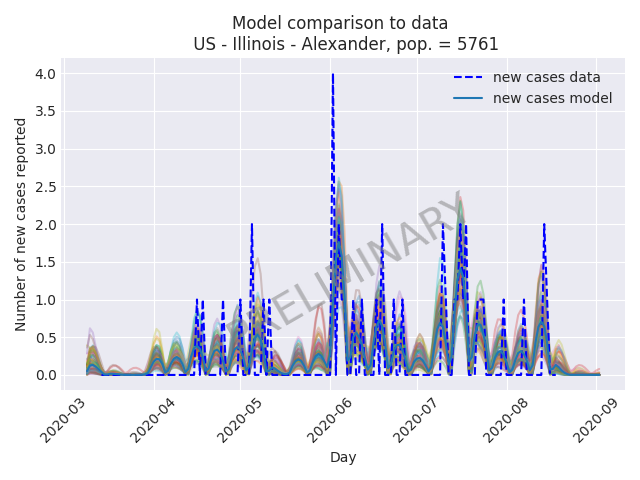 Model comparison to data
US - Illinois - Alexander, pop. = 5761
new cases data
new cases model
PRELIMINARY
Number of new cases reported
4.0
3.5
3.0
2.5
2.0
1.5
1.0
0.5
0.0
2020-03
2020-04
2020-05
2020-06
2020-07
2020-08
2020-09
Day